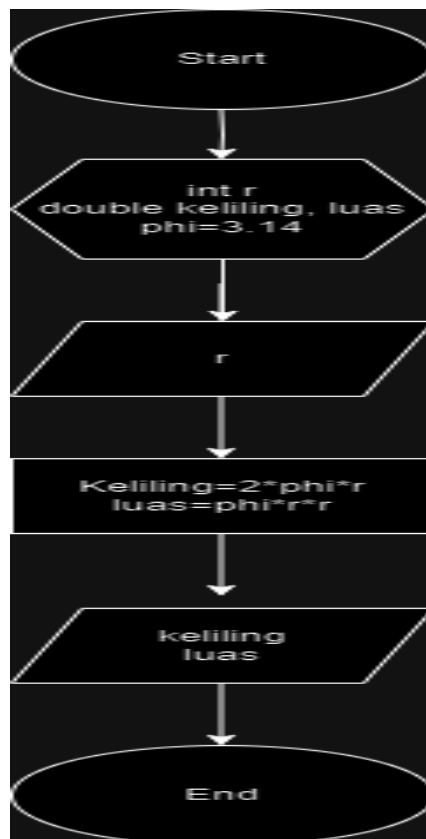 Start
int r
double keliling, luas
phi=3.14
r
Keliling=2*phi*r
luas=phi*r*r
keliling
luas
End